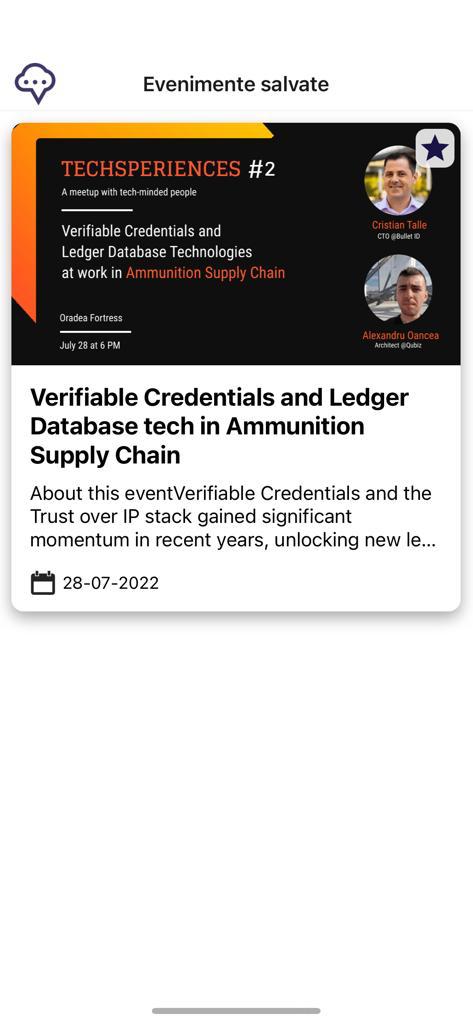 Evenimente salvate
TECHSPERIENCES #2
A meetup with tech-minded people
Verifiable Credentials and
Ledger Database Technologies
at work in Ammunition Supply Chain
Oradea Fortress
July 28 at 6 PM
Cristian Talle
CTO @Bullet ID
Alexandru Oancea
Architect @Qubiz
Verifiable Credentials and Ledger
Database tech in Ammunition
Supply Chain
About this eventVerifiable Credentials and the
Trust over IP stack gained significant
momentum in recent years, unlocking new le...
28-07-2022